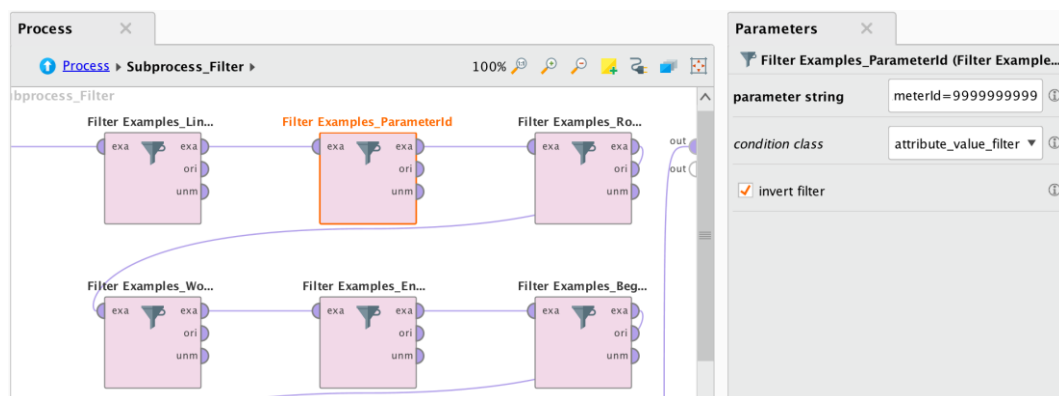 Process
Parameters
Process ▸ Subprocess_Filter ▸
100%
Filter Examples_ParameterId (Filter Example...
bprocess_Filter
parameter string
meterId=9999999999
Filter Examples_Lin...
Filter Examples_ParameterId
Filter Examples_Ro...
exa exa
exa exa
exa exa
out
condition class
attribute_value_filter
ori
ori
ori
out
unm
unm
unm
invert filter
Filter Examples_Wo...
Filter Examples_En...
Filter Examples_Beg...
exa exa
exa exa
exa exa
ori
ori
ori
unm
unm
unm